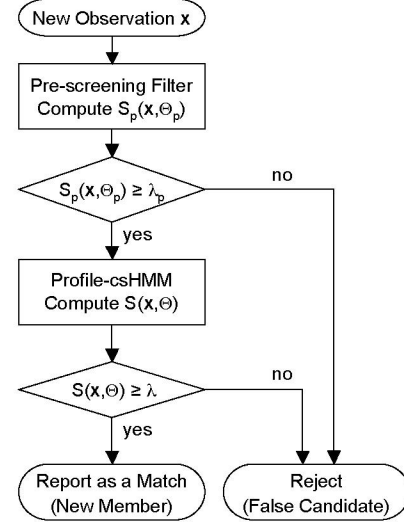 New Observation x
Pre-screening Filter
Compute Sp(x,Θp)
Sp(x,Θp) ≥ λp
no
yes
Profile-csHMM
Compute S(x,Θ)
S(x,Θ) ≥ λ
no
yes
Report as a Match
(New Member)
Reject
(False Candidate)